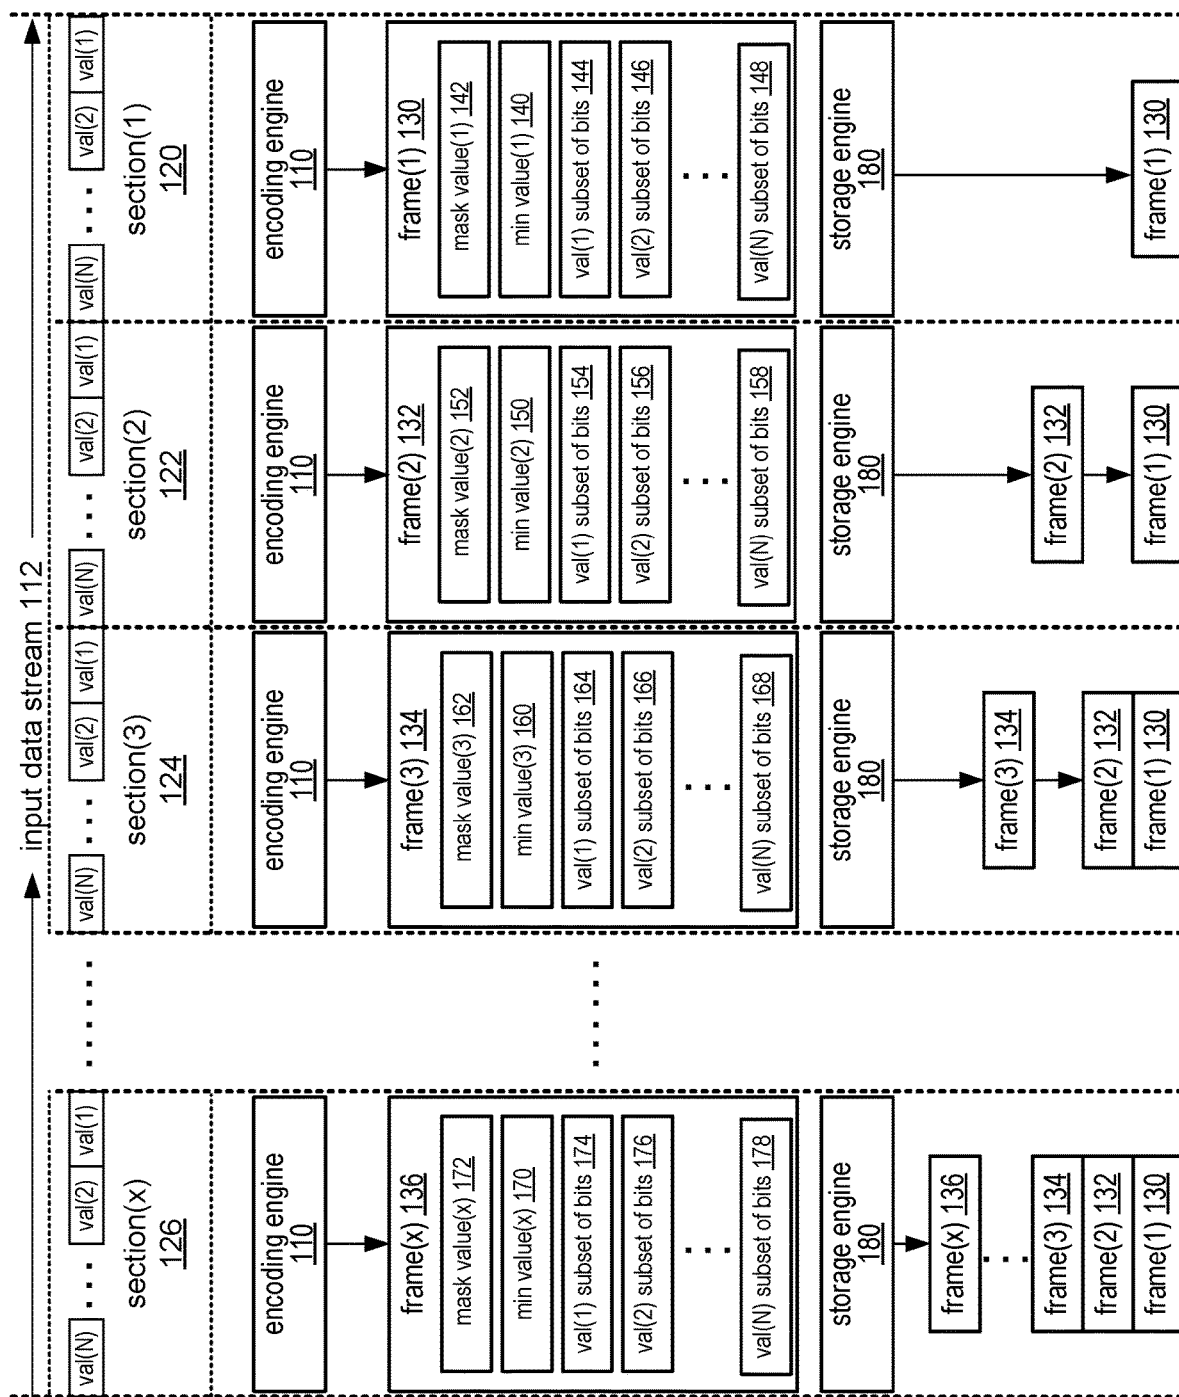 input data stream 112
val(N) ... val(2) val(1)
section(x)
126
encoding engine
110
frame(x) 136
mask value(x) 172
min value(x) 170
val(1) subset of bits 174
val(2) subset of bits 176
...
val(N) subset of bits 178
storage engine
180
frame(x) 136
...
frame(3) 134
frame(2) 132
frame(1) 130
......
......
val(N) ... val(2) val(1)
section(3)
124
encoding engine
110
frame(3) 134
mask value(3) 162
min value(3) 160
val(1) subset of bits 164
val(2) subset of bits 166
...
val(N) subset of bits 168
storage engine
180
frame(3) 134
frame(2) 132
frame(1) 130
val(N) ... val(2) val(1)
section(2)
122
encoding engine
110
frame(2) 132
mask value(2) 152
min value(2) 150
val(1) subset of bits 154
val(2) subset of bits 156
...
val(N) subset of bits 158
storage engine
180
frame(2) 132
frame(1) 130
val(N) ... val(2) val(1)
section(1)
120
encoding engine
110
frame(1) 130
mask value(1) 142
min value(1) 140
val(1) subset of bits 144
val(2) subset of bits 146
...
val(N) subset of bits 148
storage engine
180
frame(1) 130